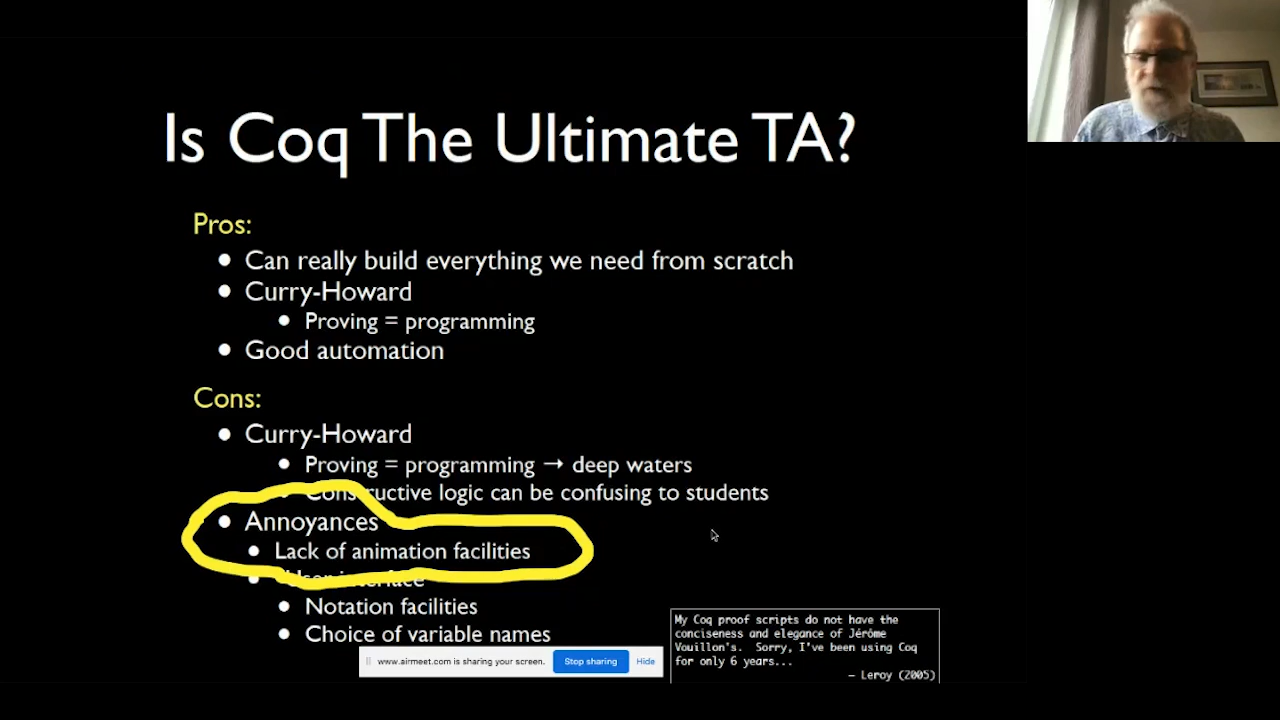 Is Coq The Ultimate TA?
Pros:
● Can really build everything we need from scratch
● Curry-Howard
● Proving = programming
● Good automation
Cons:
● Curry-Howard
● Proving = programming → deep waters
● Constructive logic can be confusing to students
● Annoyances
● Lack of animation facilities
● User interface
● Notation facilities
● Choice of variable names
www.airmeet.com is sharing your screen. Stop sharing Hide
My Coq proof scripts do not have the
conciseness and elegance of Jérôme
Vouillon's. Sorry, I've been using Coq
for only 6 years...
— Leroy (2005)